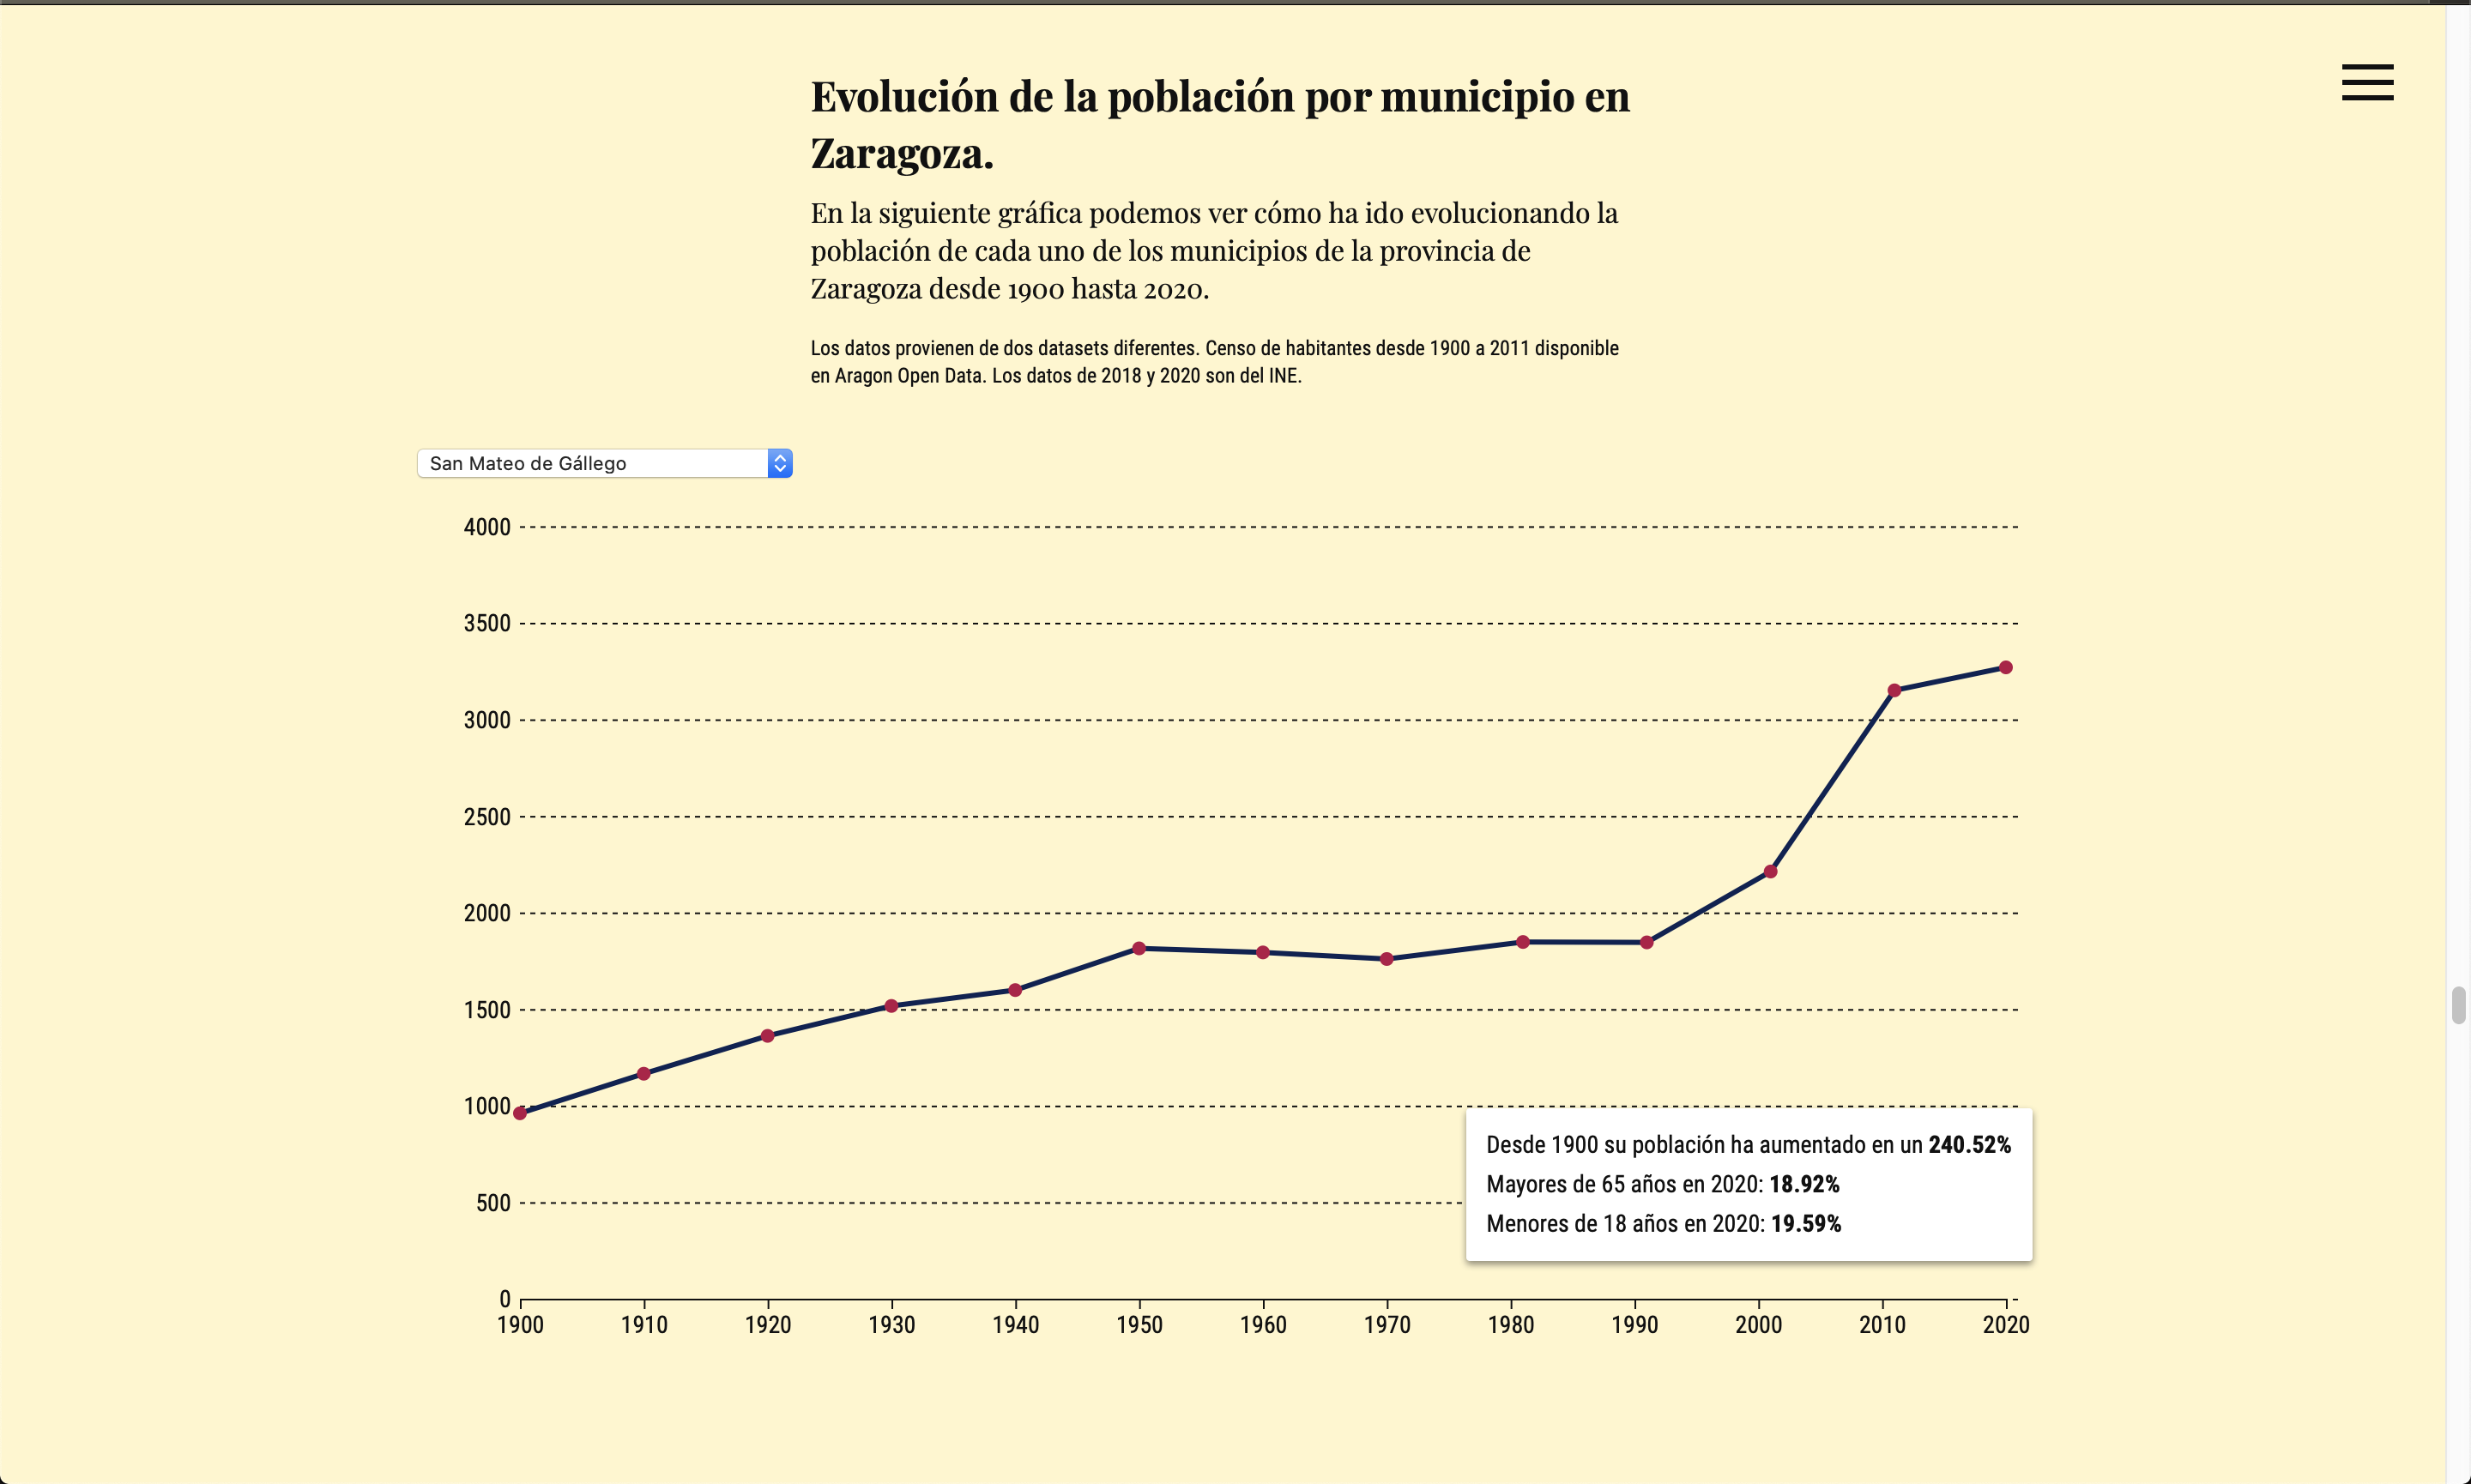 Evolución de la población por municipio en
Zaragoza.
En la siguiente gráfica podemos ver cómo ha ido evolucionando la
población de cada uno de los municipios de la provincia de
Zaragoza desde 1900 hasta 2020.
Los datos provienen de dos datasets diferentes. Censo de habitantes desde 1900 a 2011 disponible
en Aragon Open Data. Los datos de 2018 y 2020 son del INE.
San Mateo de Gállego
4000
3500
3000
2500
2000
1500
1000
500
0
Desde 1900 su población ha aumentado en un 240.52%
Mayores de 65 años en 2020: 18.92%
Menores de 18 años en 2020: 19.59%
1900 1910 1920 1930 1940 1950 1960 1970 1980 1990 2000 2010 2020